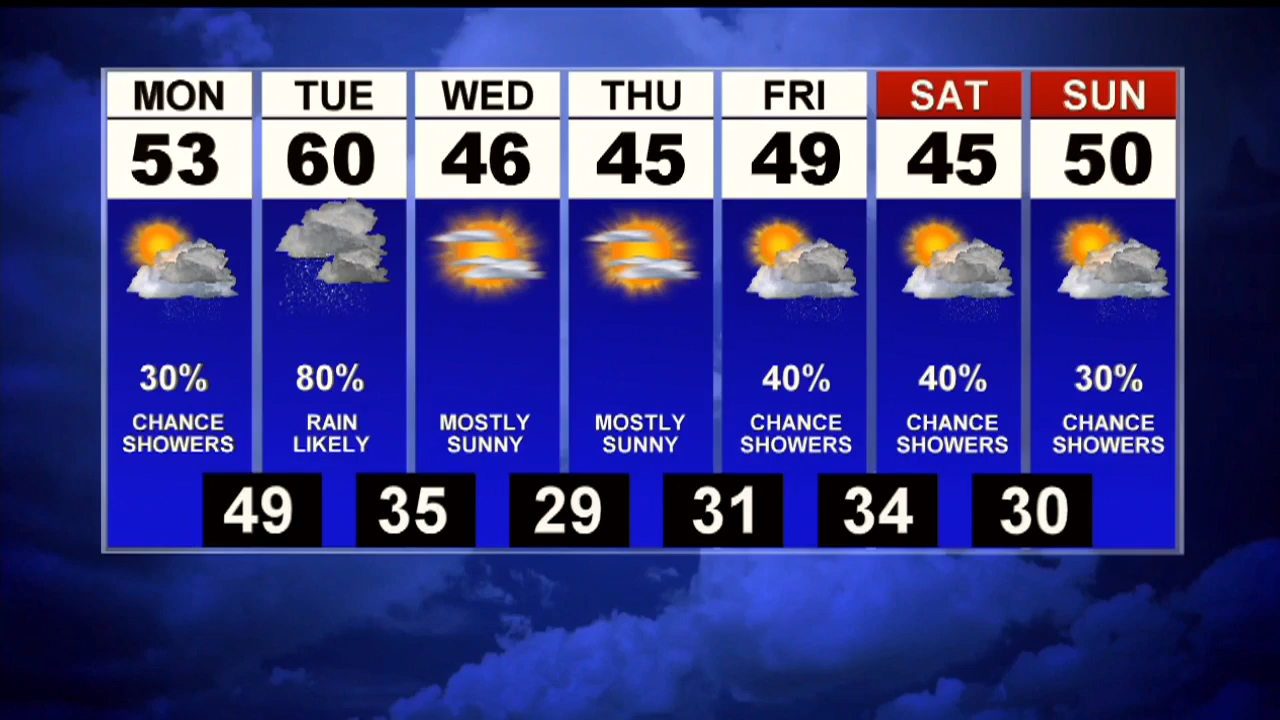 MON TUE WED THU FRI SAT SUN
53 60 46 45 49 45 50
30% 80% 40% 40% 30%
CHANCE RAIN MOSTLY MOSTLY CHANCE CHANCE CHANCE
SHOWERS LIKELY SUNNY SUNNY SHOWERS SHOWERS SHOWERS
49 35 29 31 34 30